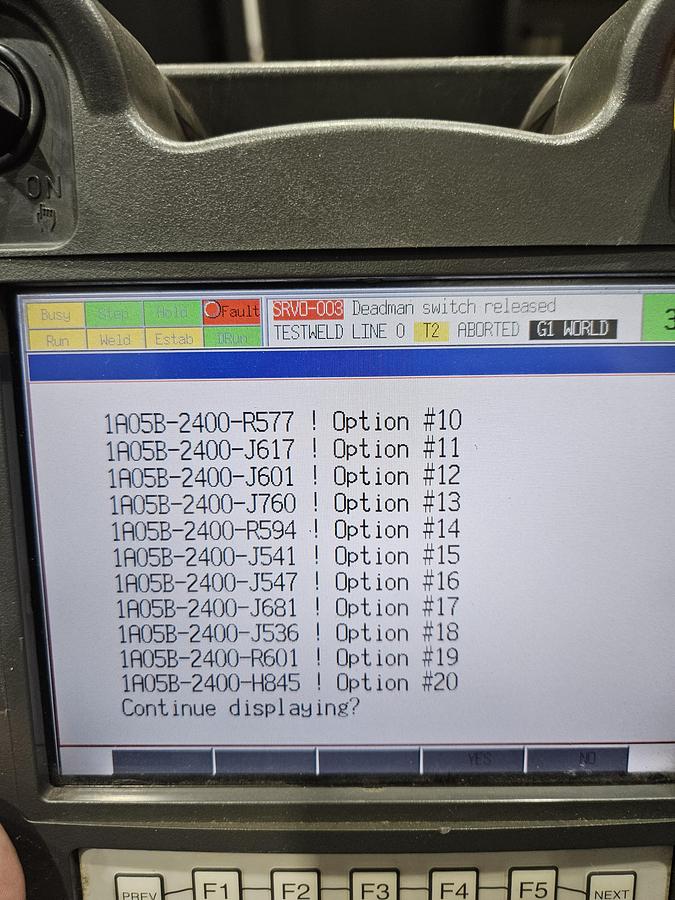 ON
Busy Step Hold Fault SRVO-003 Deadman switch released
Run Weld Estab TESTWELD LINE 0 T2 ABORTED G1 WORLD
3
1A05B-2400-R577 ! Option #10
1A05B-2400-J617 ! Option #11
1A05B-2400-J601 ! Option #12
1A05B-2400-J760 ! Option #13
1A05B-2400-R594 ! Option #14
1A05B-2400-J541 ! Option #15
1A05B-2400-J547 ! Option #16
1A05B-2400-J681 ! Option #17
1A05B-2400-J536 ! Option #18
1A05B-2400-R601 ! Option #19
1A05B-2400-H845 ! Option #20
Continue displaying?
YES NO
PREV F1 F2 F3 F4 F5 NEXT